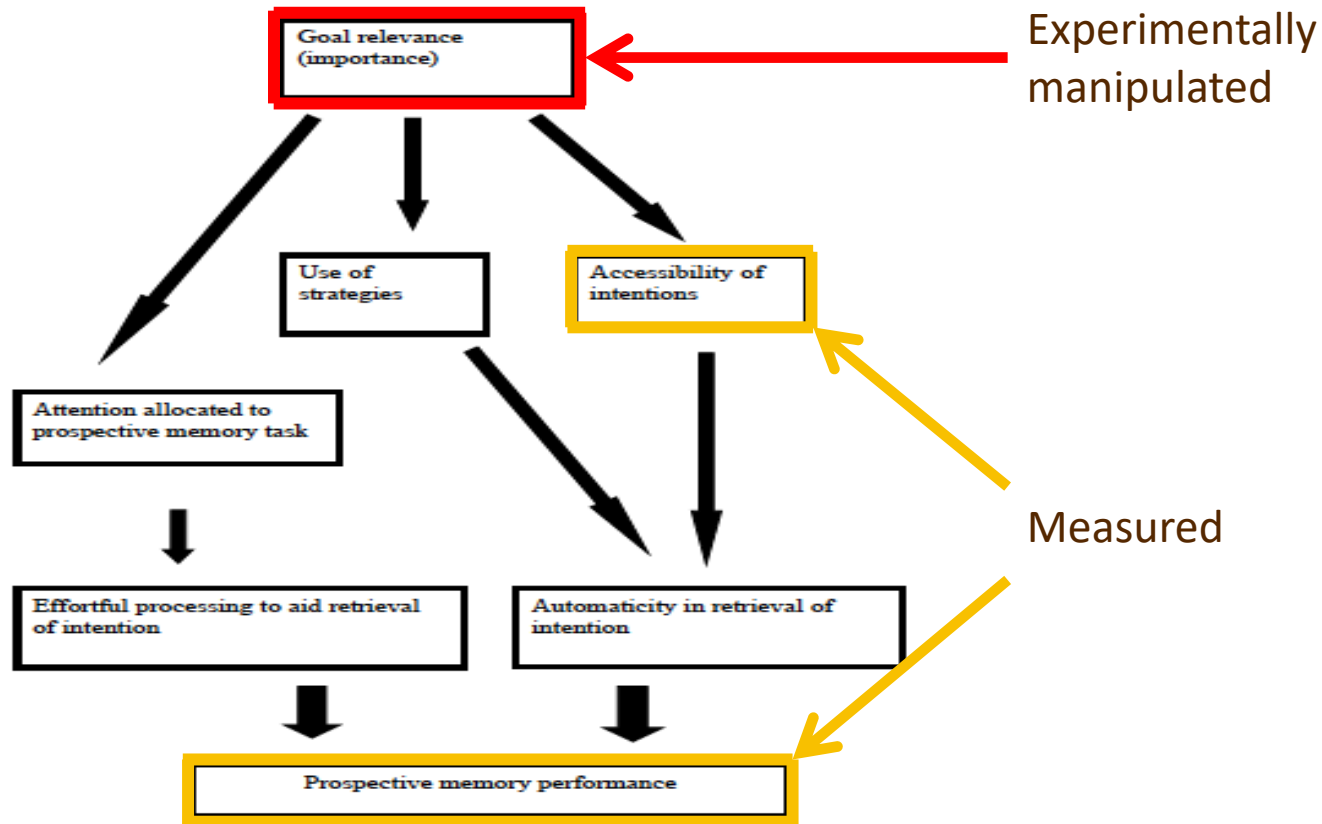 Goal relevance
(importance)
Experimentally
manipulated
Use of
strategies
Accessibility of
intentions
Attention allocated to
prospective memory task
Measured
Effortful processing to aid retrieval
of intention
Automaticity in retrieval of
intention
Prospective memory performance